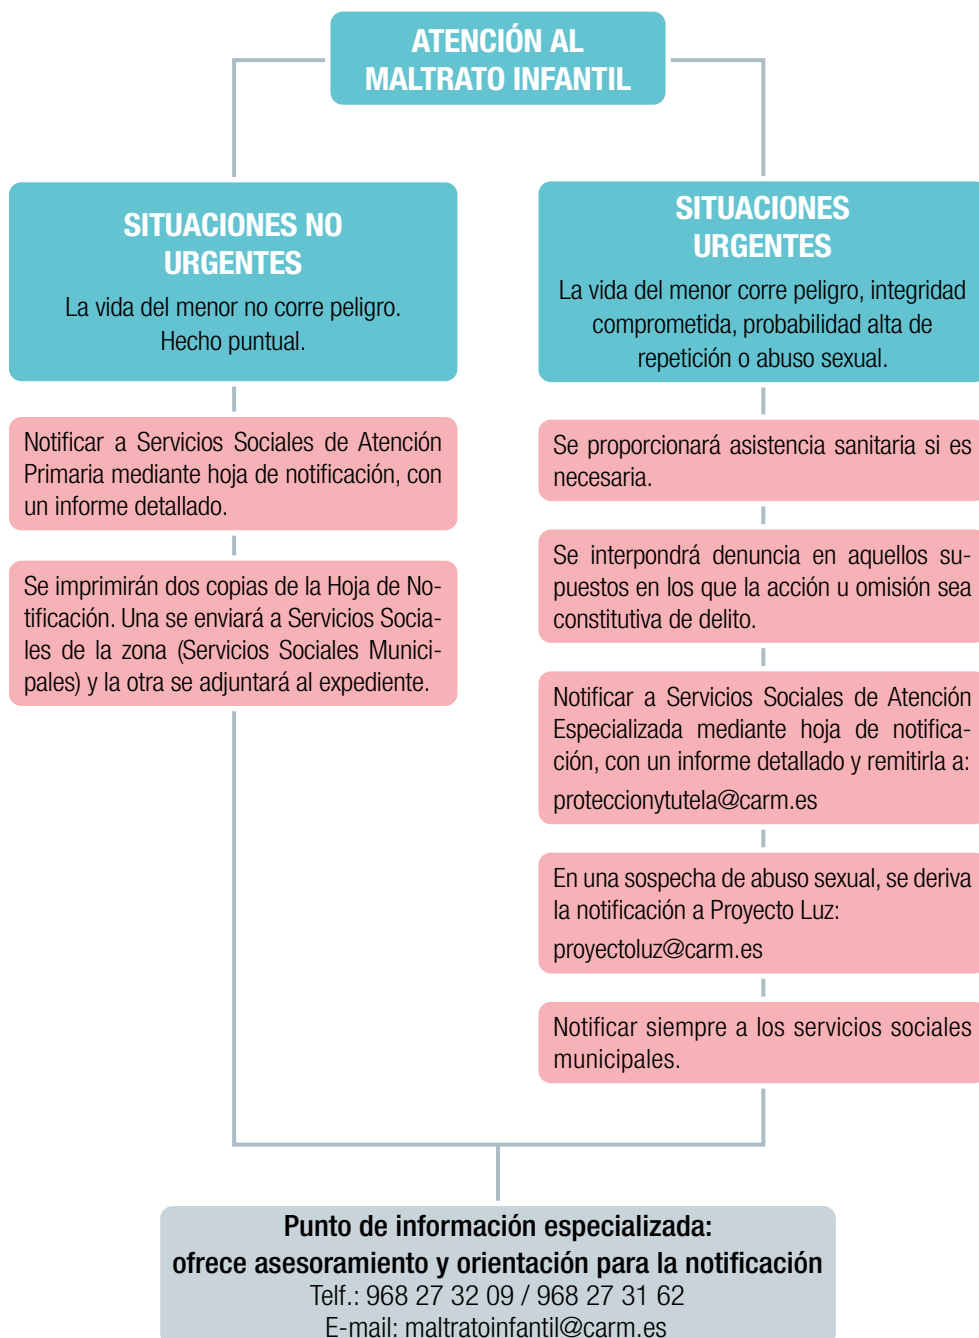 ATENCIÓN AL
MALTRATO INFANTIL
SITUACIONES NO
URGENTES
La vida del menor no corre peligro.
Hecho puntual.
Notificar a Servicios Sociales de Atención
Primaria mediante hoja de notificación, con
un informe detallado.
Se imprimirán dos copias de la Hoja de No-
tificación. Una se enviará a Servicios Socia-
les de la zona (Servicios Sociales Munici-
pales) y la otra se adjuntará al expediente.
SITUACIONES
URGENTES
La vida del menor corre peligro, integridad
comprometida, probabilidad alta de
repetición o abuso sexual.
Se proporcionará asistencia sanitaria si es
necesaria.
Se interpondrá denuncia en aquellos su-
puestos en los que la acción u omisión sea
constitutiva de delito.
Notificar a Servicios Sociales de Atención
Especializada mediante hoja de notifica-
ción, con un informe detallado y remitirla a:
proteccionytutela@carm.es
En una sospecha de abuso sexual, se deriva
la notificación a Proyecto Luz:
proyectoluz@carm.es
Notificar siempre a los servicios sociales
municipales.
Punto de información especializada:
ofrece asesoramiento y orientación para la notificación
Telf.: 968 27 32 09 / 968 27 31 62
E-mail: maltratoinfantil@carm.es